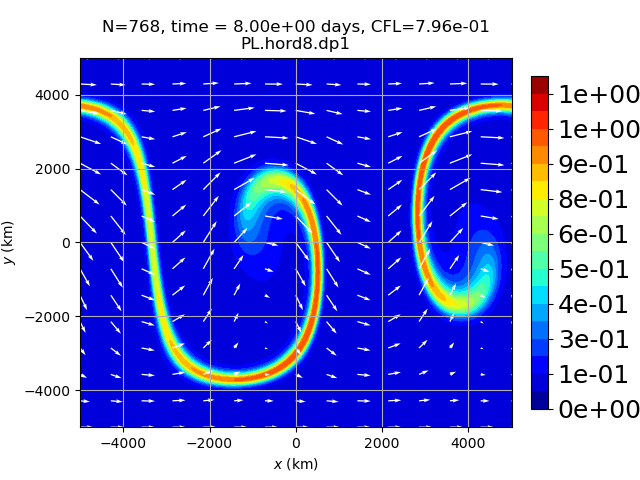 N=768, time = 8.00e+00 days, CFL=7.96e-01
PL.hord8.dp1
4000
2000
0
−2000
−4000
y (km)
−4000
−2000
0
2000
4000
x (km)
1e+00
1e+00
9e-01
8e-01
6e-01
5e-01
4e-01
3e-01
1e-01
0e+00